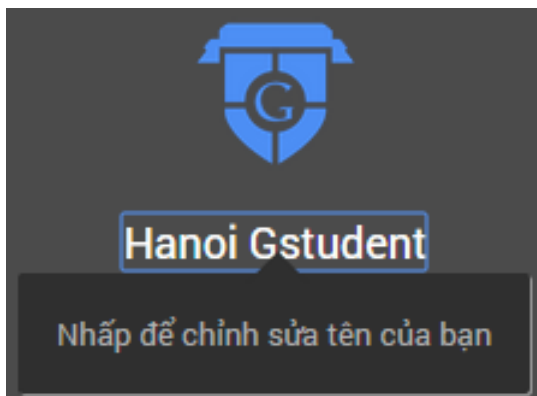 G
Hanoi Gstudent
Nhấp để chỉnh sửa tên của bạn